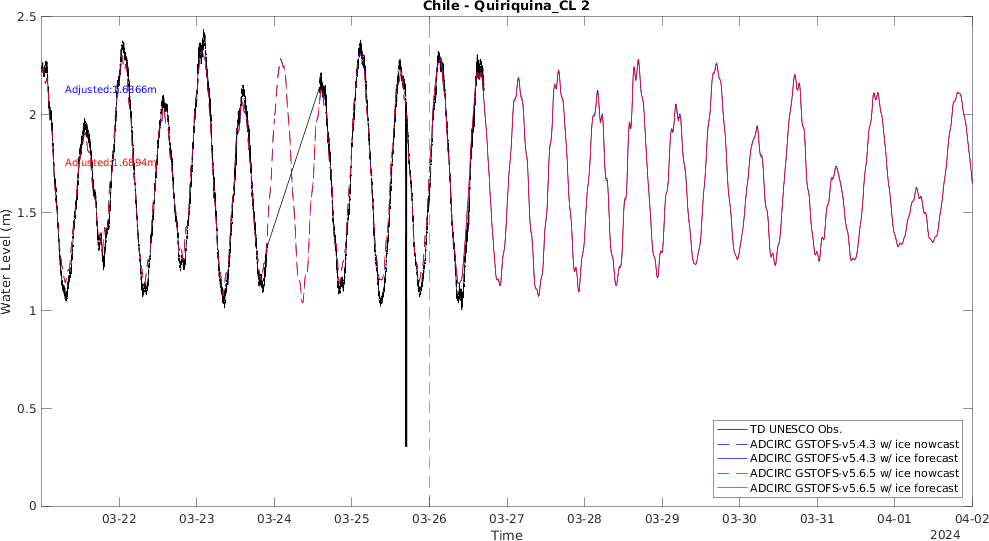 Chile - Quiriquina_CL 2
Water Level (m)
2.5
2
1.5
1
0.5
0
Adjusted:1.6366m
Adjusted:1.6894m
TD UNESCO Obs.
ADCIRC GSTOFS-v5.4.3 w/ ice nowcast
ADCIRC GSTOFS-v5.4.3 w/ ice forecast
ADCIRC GSTOFS-v5.6.5 w/ ice nowcast
ADCIRC GSTOFS-v5.6.5 w/ ice forecast
03-22 03-23 03-24 03-25 03-26 03-27 03-28 03-29 03-30 03-31 04-01 04-02
Time
2024